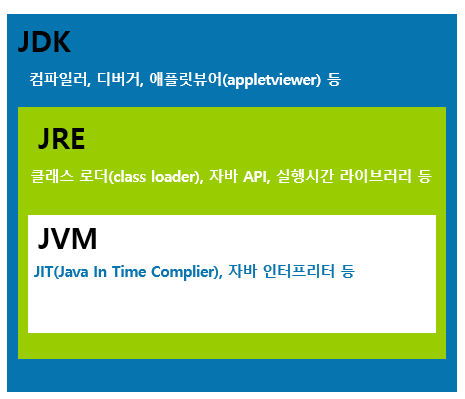 JDK
컴파일러, 디버거, 애플릿뷰어(appletviewer) 등
JRE
클래스 로더(class loader), 자바 API, 실행시간 라이브러리 등
JVM
JIT(Java In Time Complier), 자바 인터프리터 등